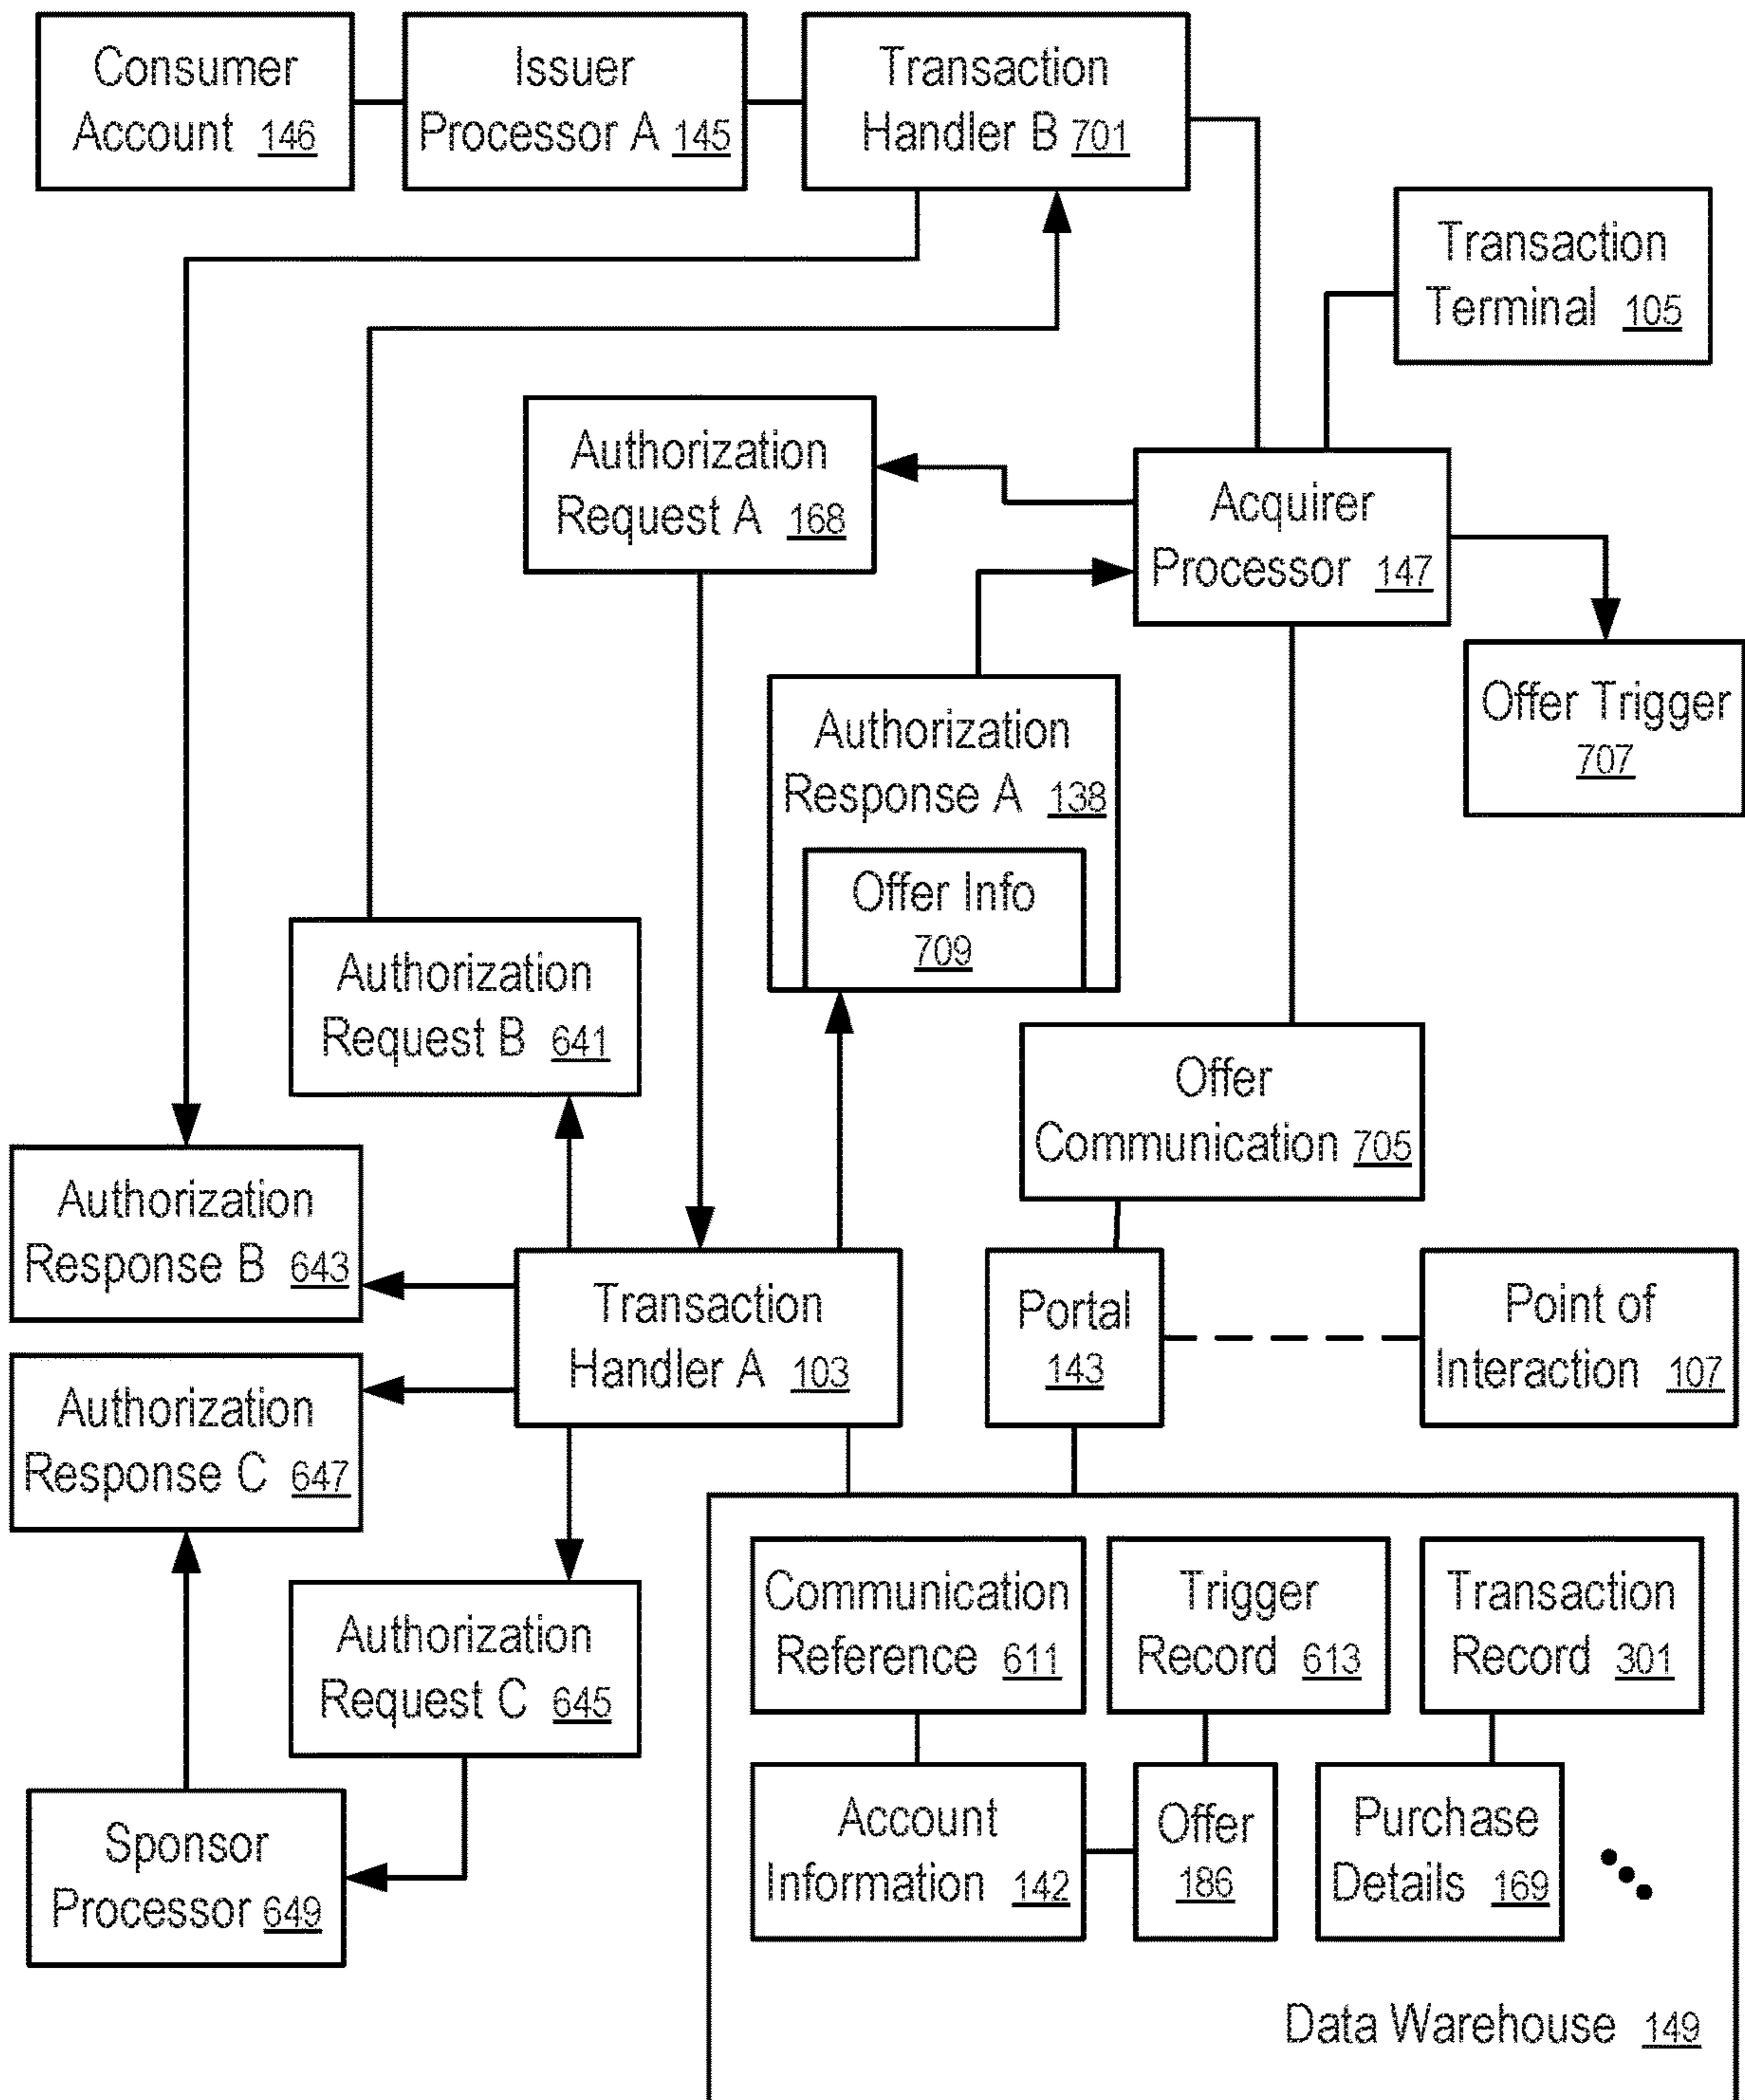 Consumer
Account 146
Issuer
Processor A 145
Transaction
Handler B 701
Transaction
Terminal 105
Authorization
Request A 168
Acquirer
Processor 147
Offer Trigger
707
Authorization
Response A 138
Offer Info
709
Authorization
Request B 641
Offer
Communication 705
Authorization
Response B 643
Transaction
Handler A 103
Portal
143
Point of
Interaction 107
Authorization
Response C 647
Authorization
Request C 645
Sponsor
Processor 649
Communication
Reference 611
Trigger
Record 613
Transaction
Record 301
Account
Information 142
Offer
186
Purchase
Details 169
Data Warehouse 149